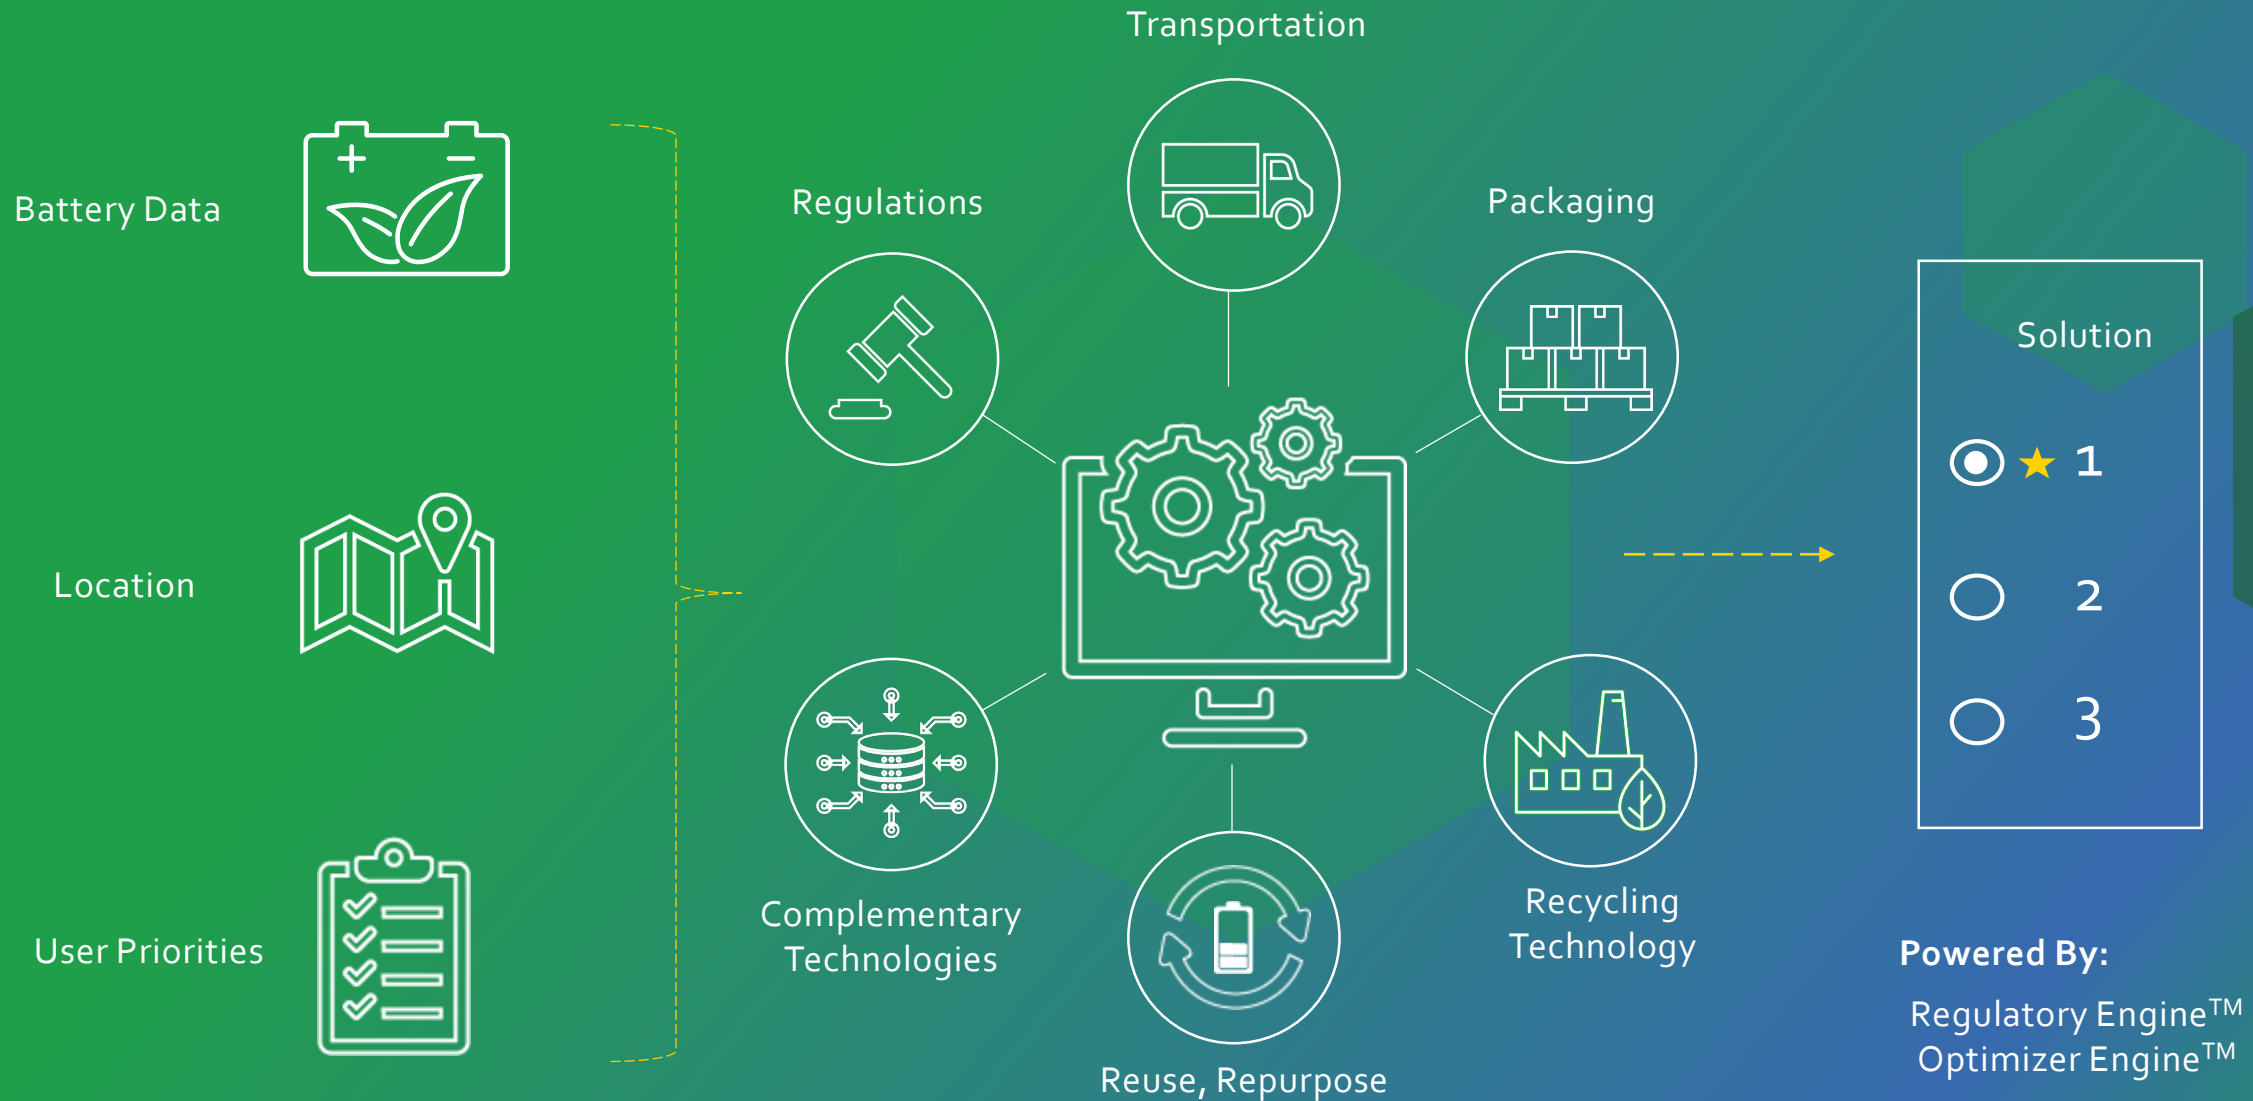 Battery Data
Location
User Priorities
Transportation
Regulations
Packaging
Complementary
Technologies
Reuse, Repurpose
Recycling
Technology
Solution
1
2
3
Powered By:
Regulatory Engine™
Optimizer Engine™